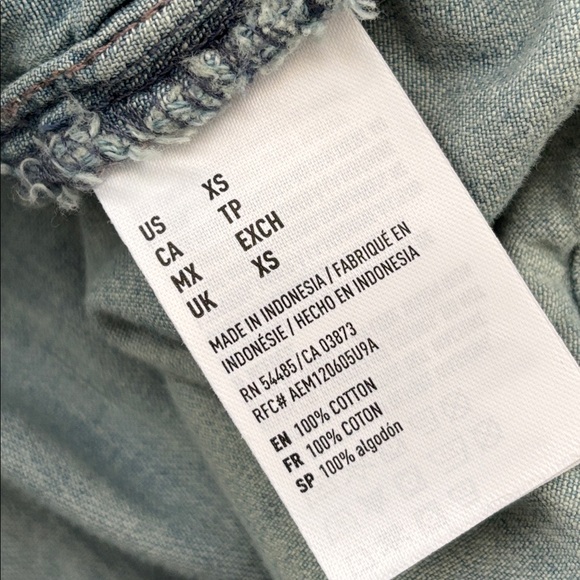 US XS
CA TP
MX EXCH
UK XS
MADE IN INDONESIA / FABRIQUÉ EN
INDONÉSIE / HECHO EN INDONESIA
RN 54485/CA 03873
RFC# AEM120605U9A
EN 100% COTTON
FR 100% COTON
SP 100% algodón